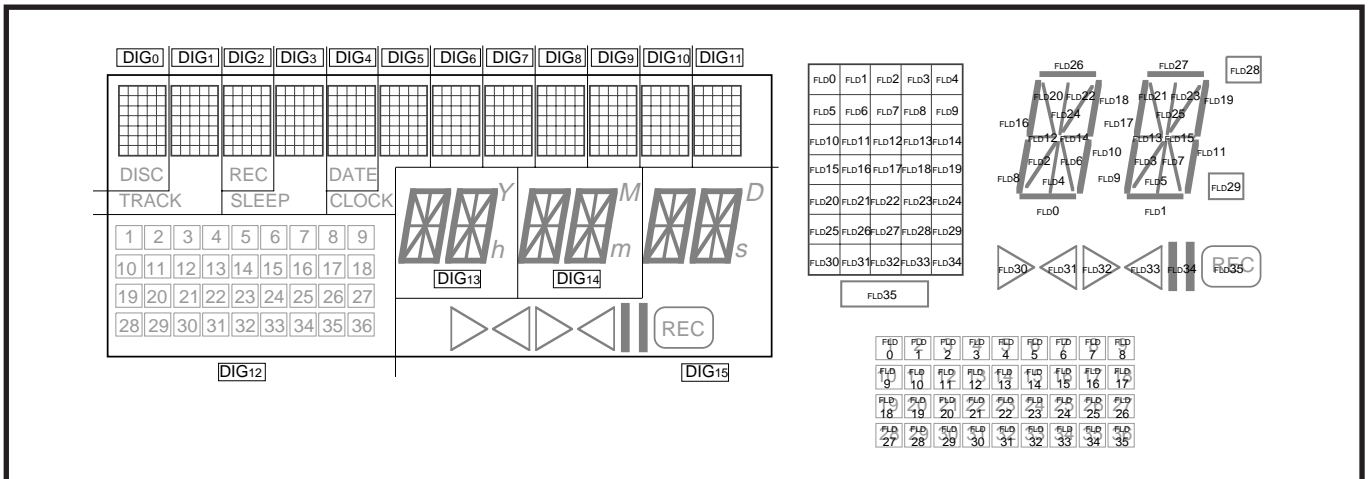 DIG0 DIG1 DIG2 DIG3 DIG4 DIG5 DIG6 DIG7 DIG8 DIG9 DIG10 DIG11
DISC REC DATE
TRACK SLEEP CLOCK
1 2 3 4 5 6 7 8 9
10 11 12 13 14 15 16 17 18
19 20 21 22 23 24 25 26 27
28 29 30 31 32 33 34 35 36
Y M D
h m s
DIG13 DIG14
REC
DIG12 DIG15
FLD0 FLD1 FLD2 FLD3 FLD4
FLD5 FLD6 FLD7 FLD8 FLD9
FLD10 FLD11 FLD12 FLD13 FLD14
FLD15 FLD16 FLD17 FLD18 FLD19
FLD20 FLD21 FLD22 FLD23 FLD24
FLD25 FLD26 FLD27 FLD28 FLD29
FLD30 FLD31 FLD32 FLD33 FLD34
FLD35
FLD26 FLD27 FLD28
FLD20 FLD22 FLD18 FLD21 FLD23 FLD19
FLD16 FLD24 FLD17 FLD25
FLD12 FLD14 FLD13 FLD15
FLD2 FLD6 FLD10 FLD3 FLD7 FLD11
FLD8 FLD4 FLD9 FLD5 FLD29
FLD0 FLD1
FLD30 FLD31 FLD32 FLD33 FLD34 FLD35 REC
FLD FLD FLD FLD FLD FLD FLD FLD FLD
0 1 2 3 4 5 6 7 8
FLD FLD FLD FLD FLD FLD FLD FLD FLD
9 10 11 12 13 14 15 16 17
FLD FLD FLD FLD FLD FLD FLD FLD FLD
18 19 20 21 22 23 24 25 26
FLD FLD FLD FLD FLD FLD FLD FLD FLD
27 28 29 30 31 32 33 34 35